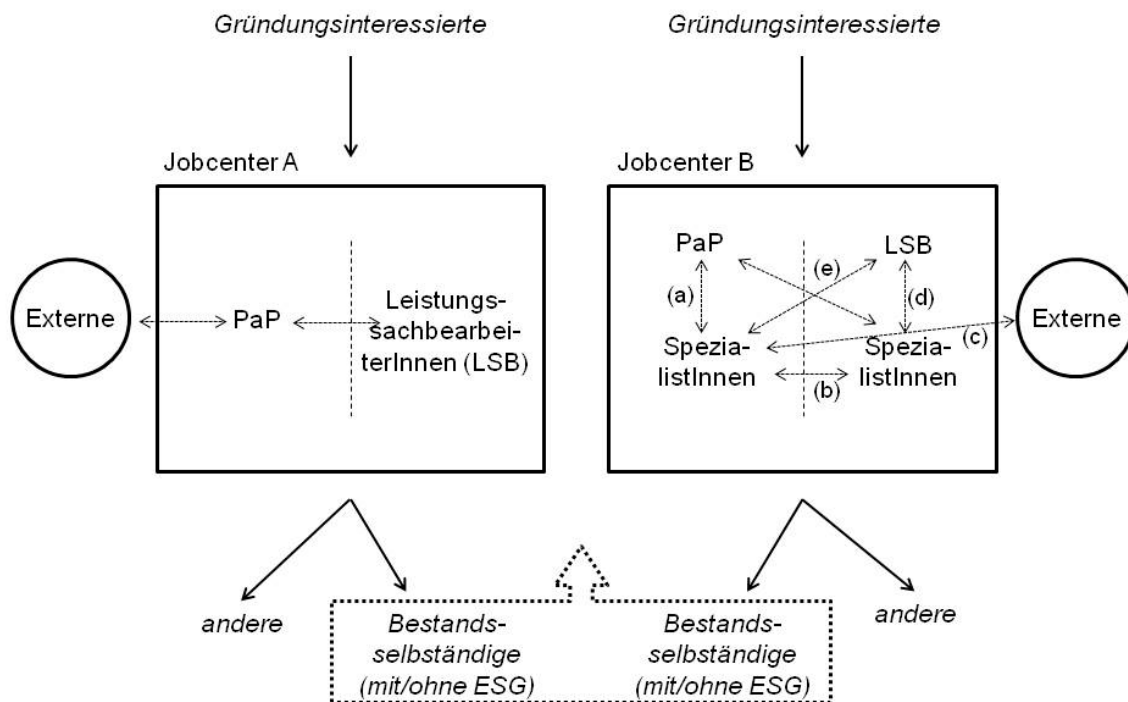 Gründungsinteressierte
Gründungsinteressierte
Jobcenter A
Jobcenter B
Externe
PaP
Leistungs-
sachbearbei-
terInnen (LSB)
PaP
LSB
(e)
(a)
(d)
Spezia-
listInnen
Spezia-
listInnen
(c)
(b)
Externe
andere
Bestands-
selbständige
(mit/ohne ESG)
Bestands-
selbständige
(mit/ohne ESG)
andere